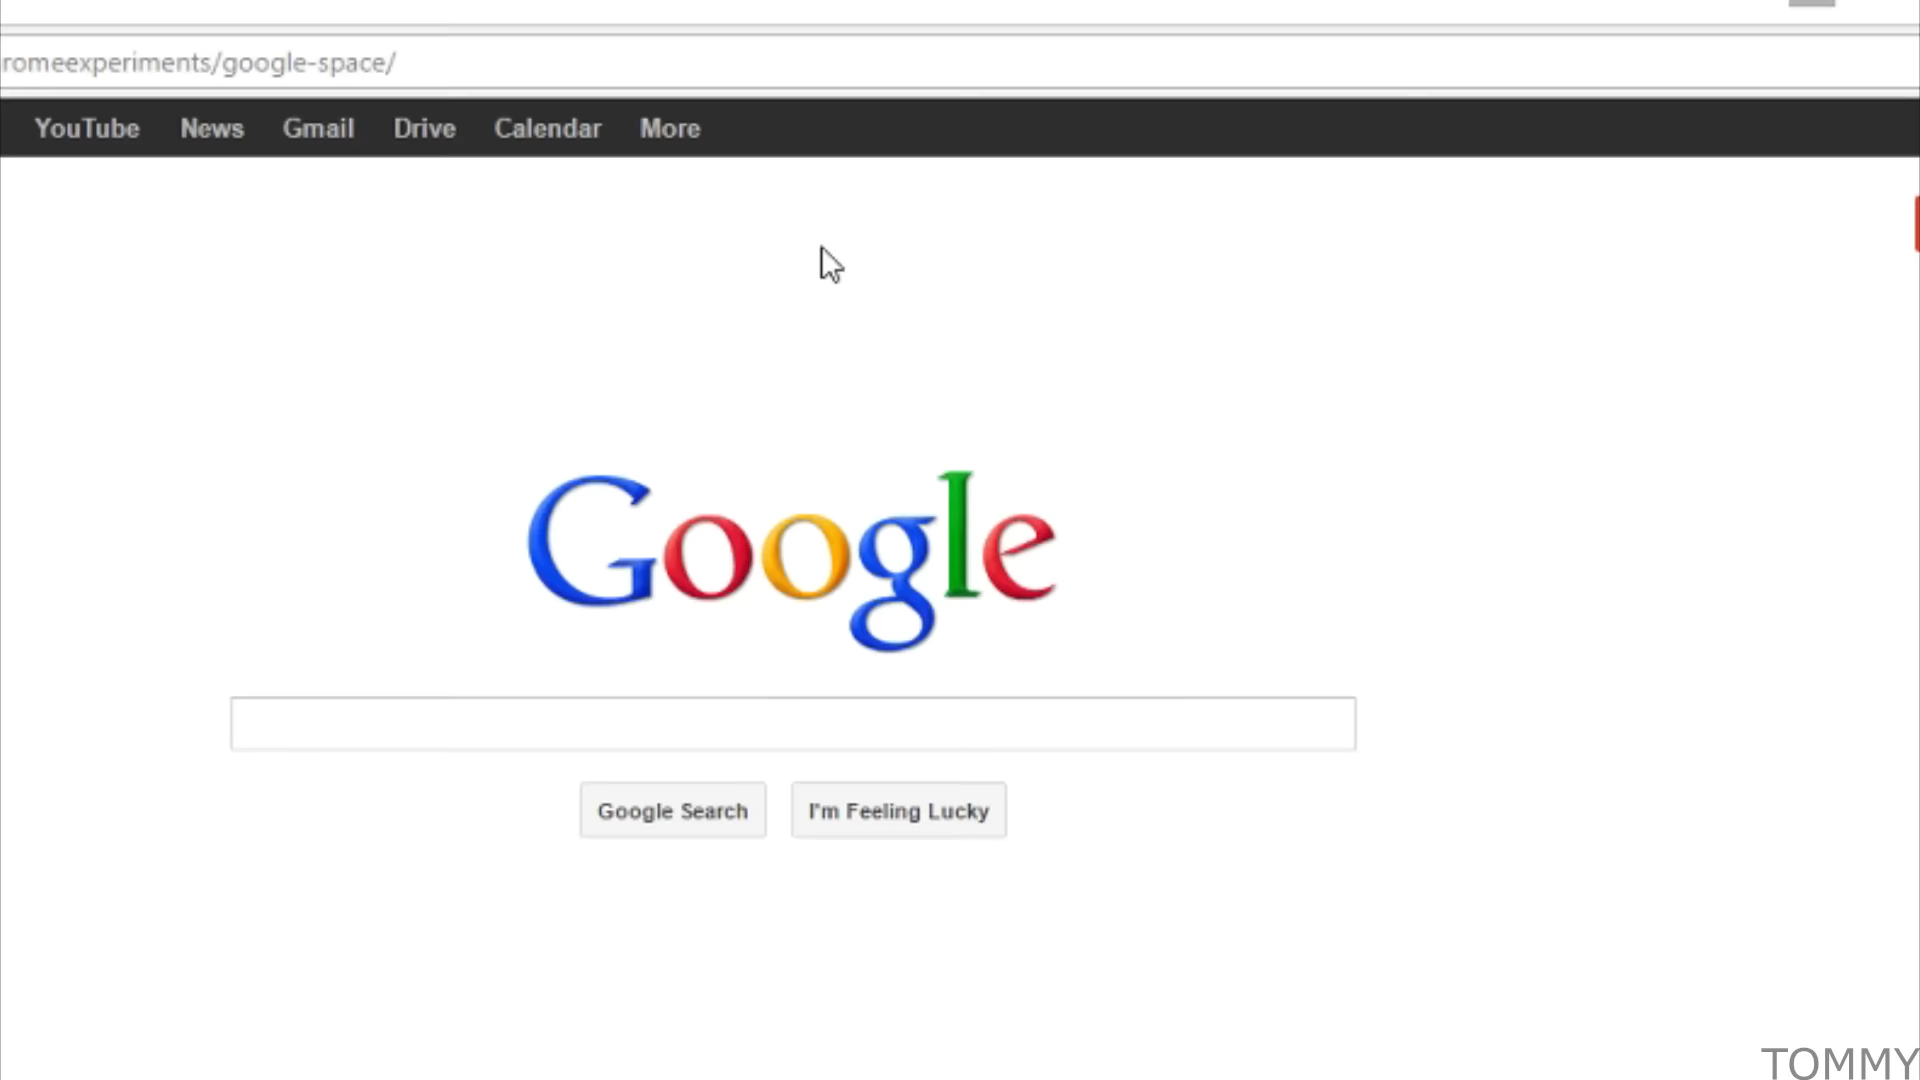 romeexperiments/google-space/
YouTube News Gmail Drive Calendar More
Google
Google Search I'm Feeling Lucky
TOMMY